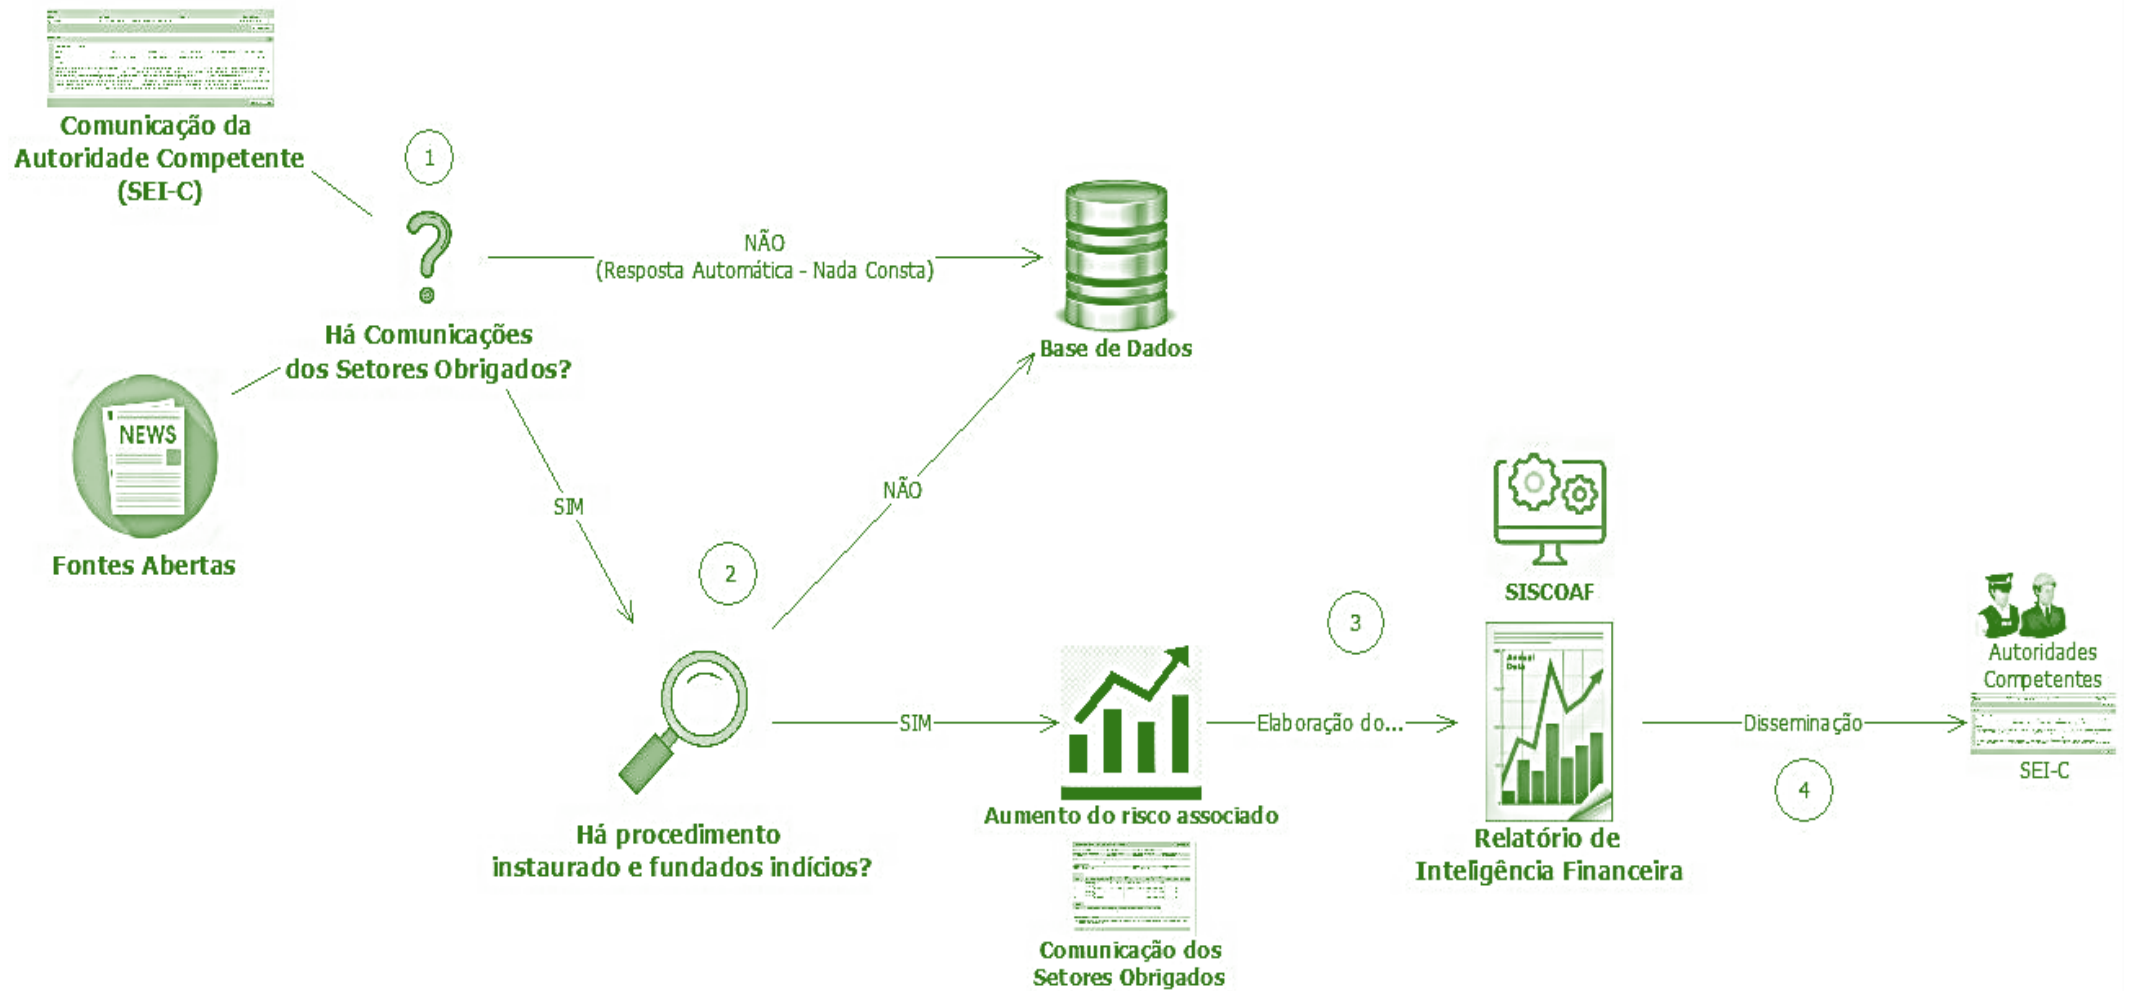 Comunicação da
Autoridade Competente
(SEI-C)
1
NÃO
(Resposta Automática - Nada Consta)
Há Comunicações
dos Setores Obrigados?
Base de Dados
NEWS
Fontes Abertas
SIM
NÃO
2
SISCOAF
3
Autoridades
Competentes
SEI-C
SIM
Elaboração do...
Disseminação
4
Annual
Data
Há procedimento
instaurado e fundados indícios?
Aumento do risco associado
Relatório de
Inteligência Financeira
Comunicação dos
Setores Obrigados